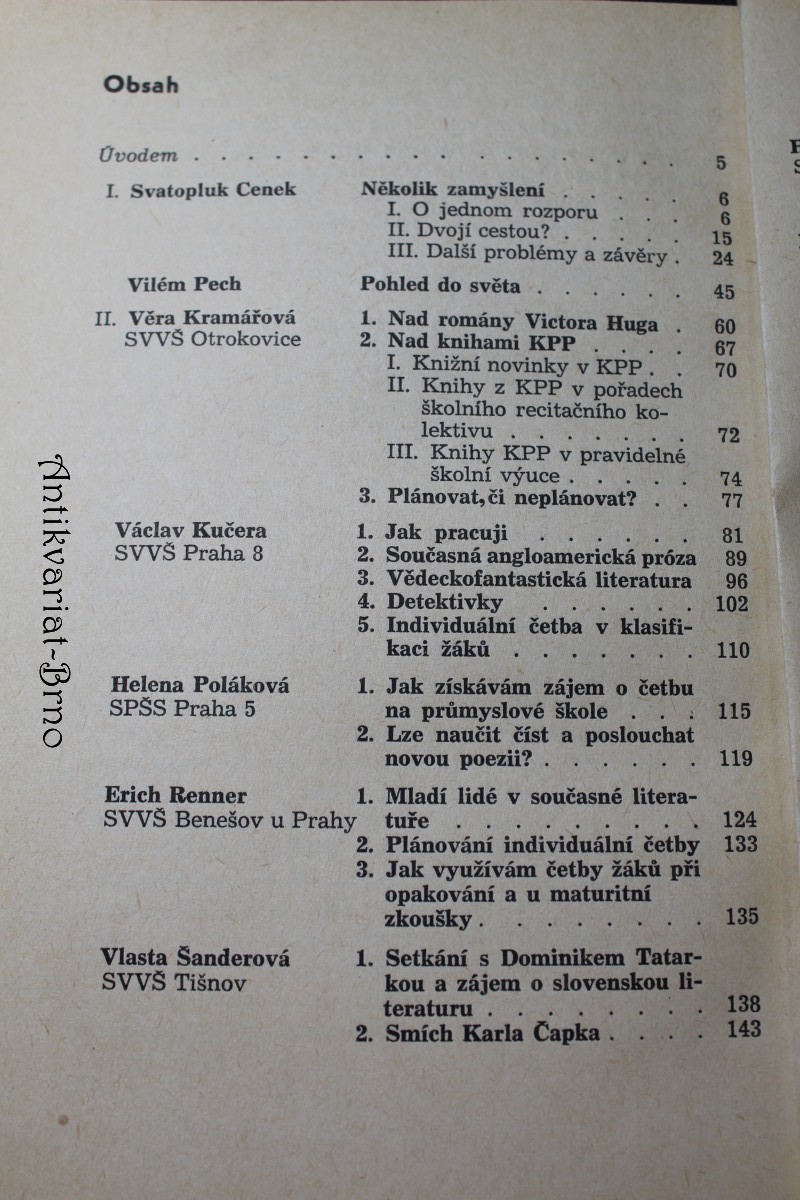 Obsah
Úvodem . . . . . . . . . . . . . . . . . . 5
I. Svatopluk Cenek Několik zamyšlení . . . . . 6
I. O jednom rozporu . . . 6
II. Dvojí cestou? . . . . . 15
III. Další problémy a závěry . 24
Vilém Pech Pohled do světa . . . . . . 45
II. Věra Kramářová 1. Nad romány Victora Huga . 60
SVVŠ Otrokovice 2. Nad knihami KPP . . . . 67
I. Knižní novinky v KPP . . 70
II. Knihy z KPP v pořadech
školního recitačního ko-
lektivu . . . . . . . 72
III. Knihy KPP v pravidelné
školní výuce . . . . . 74
3. Plánovat, či neplánovat? . . 77
Václav Kučera 1. Jak pracuji . . . . . . 81
SVVŠ Praha 8 2. Současná angloamerická próza 89
3. Vědeckofantastická literatura 96
4. Detektivky . . . . . . 102
5. Individuální četba v klasifi-
kaci žáků . . . . . . . 110
Helena Poláková 1. Jak získávám zájem o četbu
SPŠS Praha 5 na průmyslové škole . . . 115
2. Lze naučit číst a poslouchat
novou poezii? . . . . . . 119
Erich Renner 1. Mladí lidé v současné litera-
SVVŠ Benešov u Prahy tuře . . . . . . . . . 124
2. Plánování individuální četby 133
3. Jak využívám četby žáků při
opakování a u maturitní
zkoušky . . . . . . . . 135
Vlasta Šanderová 1. Setkání s Dominikem Tatar-
SVVŠ Tišnov kou a zájem o slovenskou li-
teraturu . . . . . . . . 138
2. Smích Karla Čapka . . . . 143
Antikvariat-Brno